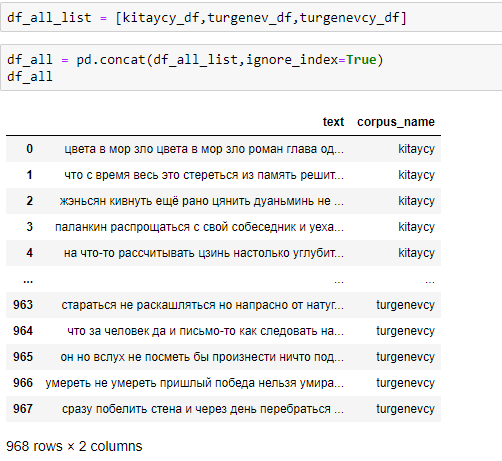 df_all_list = [kitaycy_df,turgenev_df,turgenevcy_df]
df_all = pd.concat(df_all_list,ignore_index=True)
df_all
text corpus_name
0 цвета в мор зло цвета в мор зло роман глава од... kitaycy
1 что с время весь это стереться из память решит... kitaycy
2 жэньсян кивнуть ещё рано цянить дуаньминь не ... kitaycy
3 паланкин распрощаться с свой собеседник и уеха... kitaycy
4 на что-то рассчитывать цзинь настолько углубит... kitaycy
... ... ...
963 стараться не раскашляться но напрасно от натуг... turgenevcy
964 что за человек да и письмо-то как следовать на... turgenevcy
965 он но вслух не посметь бы произнести ничто под... turgenevcy
966 умереть не умереть пришлый победа нельзя умира... turgenevcy
967 сразу побелить стена и через день перебраться ... turgenevcy
968 rows × 2 columns